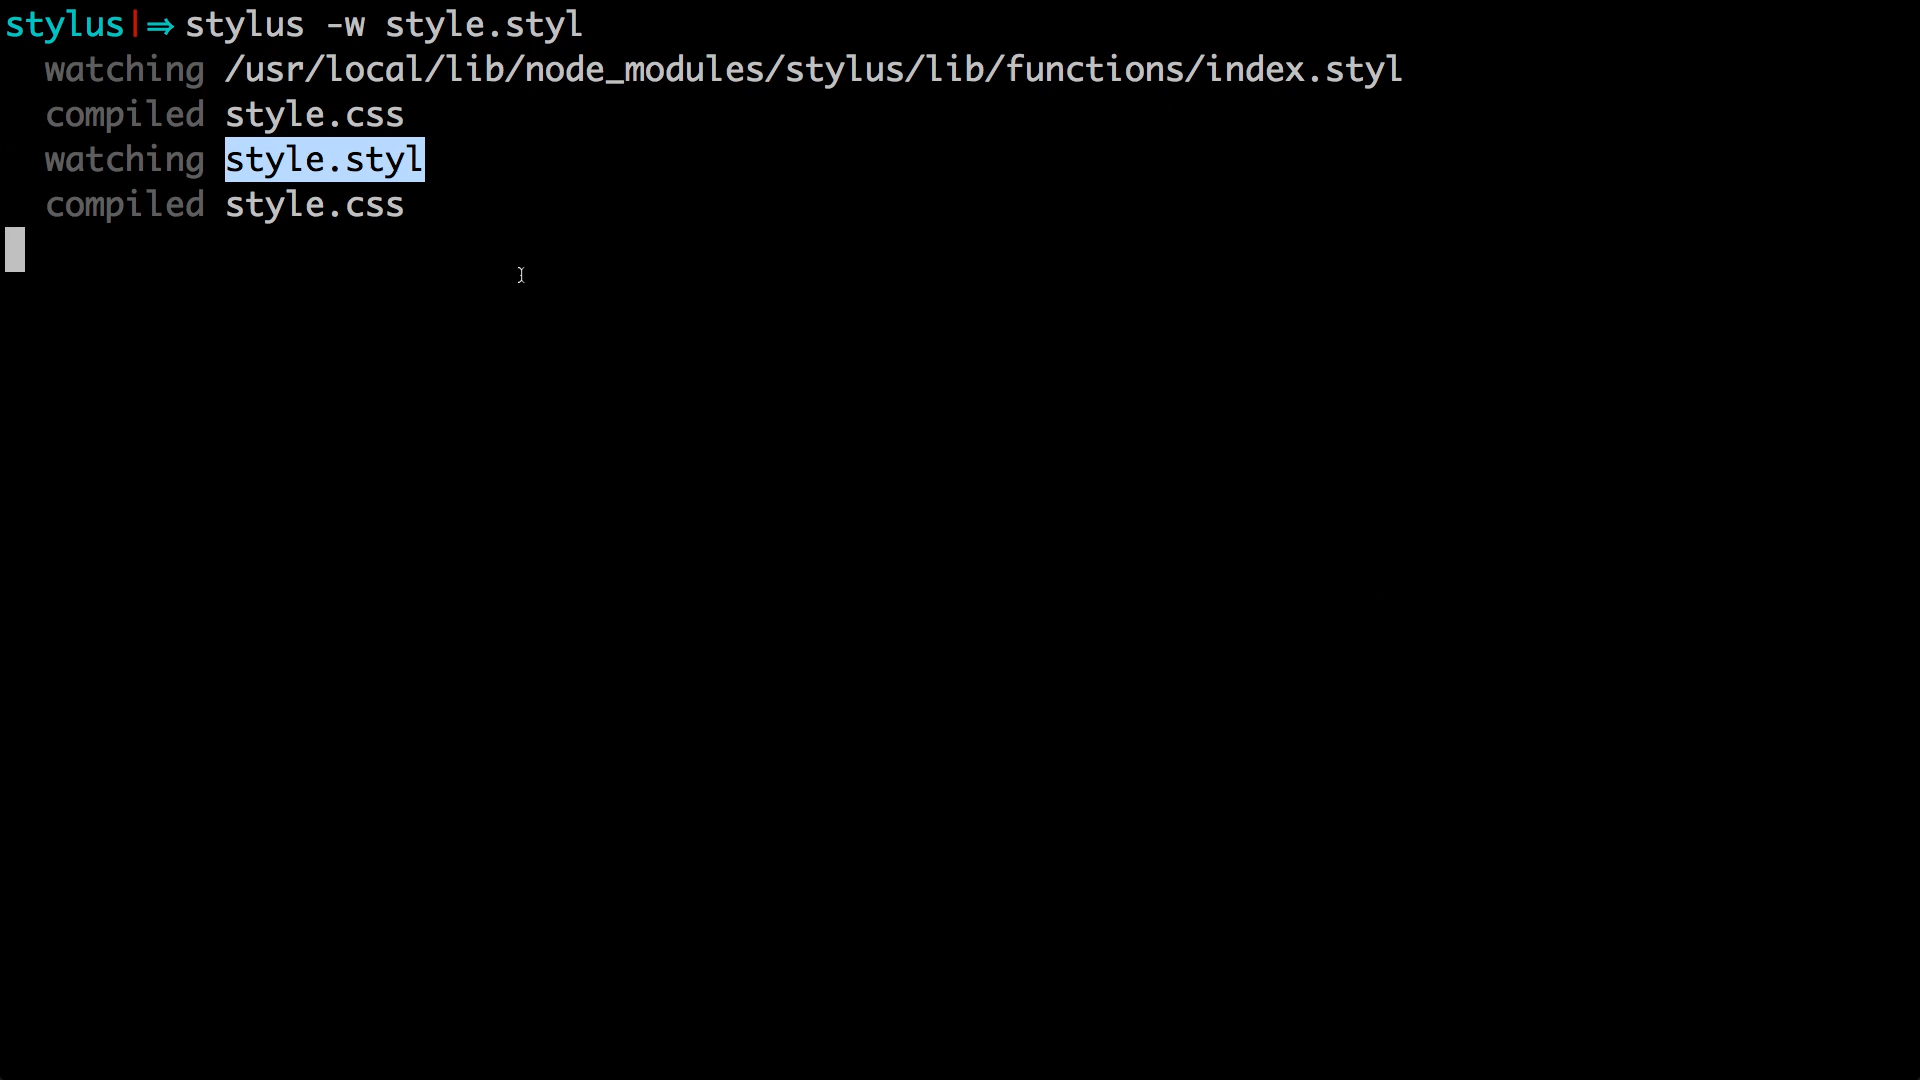 stylus|⇒ stylus -w style.styl
watching /usr/local/lib/node_modules/stylus/lib/functions/index.styl
compiled style.css
watching style.styl
compiled style.css